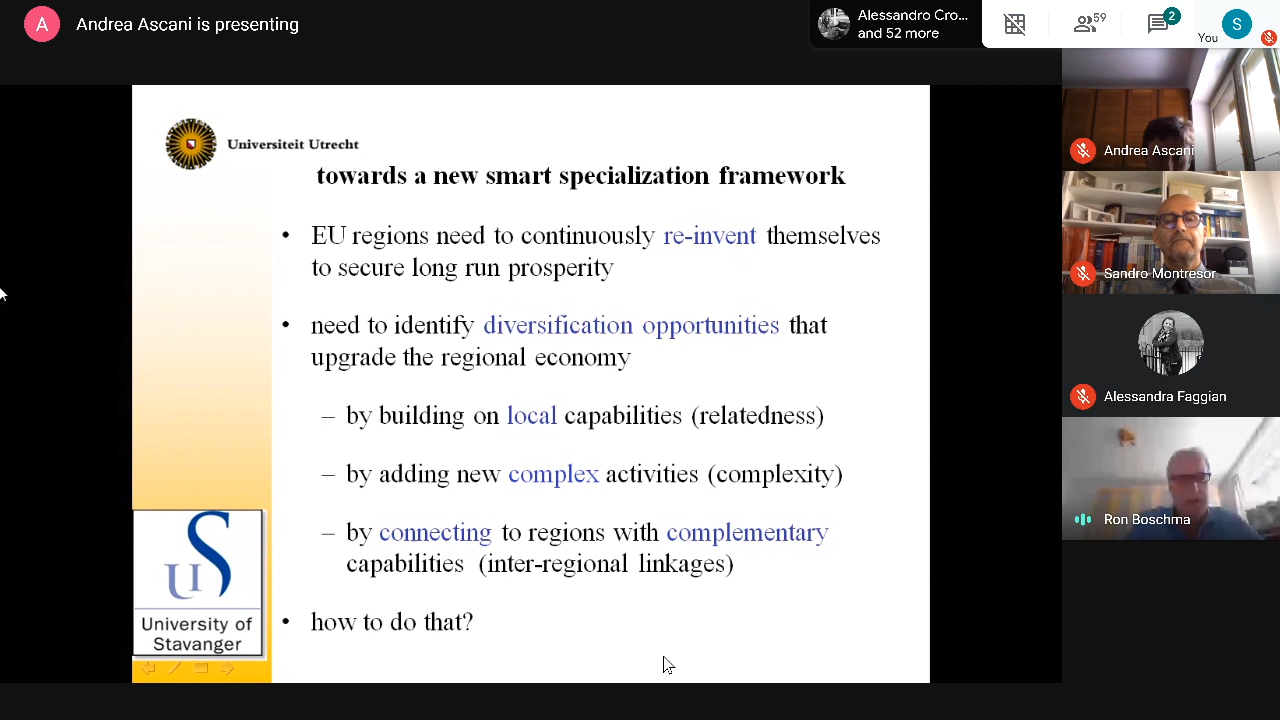 A
Andrea Ascani is presenting
Alessandro Cro...
and 52 more
59
2
You
S
Universiteit Utrecht
towards a new smart specialization framework
• EU regions need to continuously re-invent themselves
to secure long run prosperity
• need to identify diversification opportunities that
upgrade the regional economy
– by building on local capabilities (relatedness)
– by adding new complex activities (complexity)
– by connecting to regions with complementary
capabilities (inter-regional linkages)
• how to do that?
US
University of
Stavanger
Andrea Ascani
Sandro Montresor
Alessandra Faggian
Ron Boschma